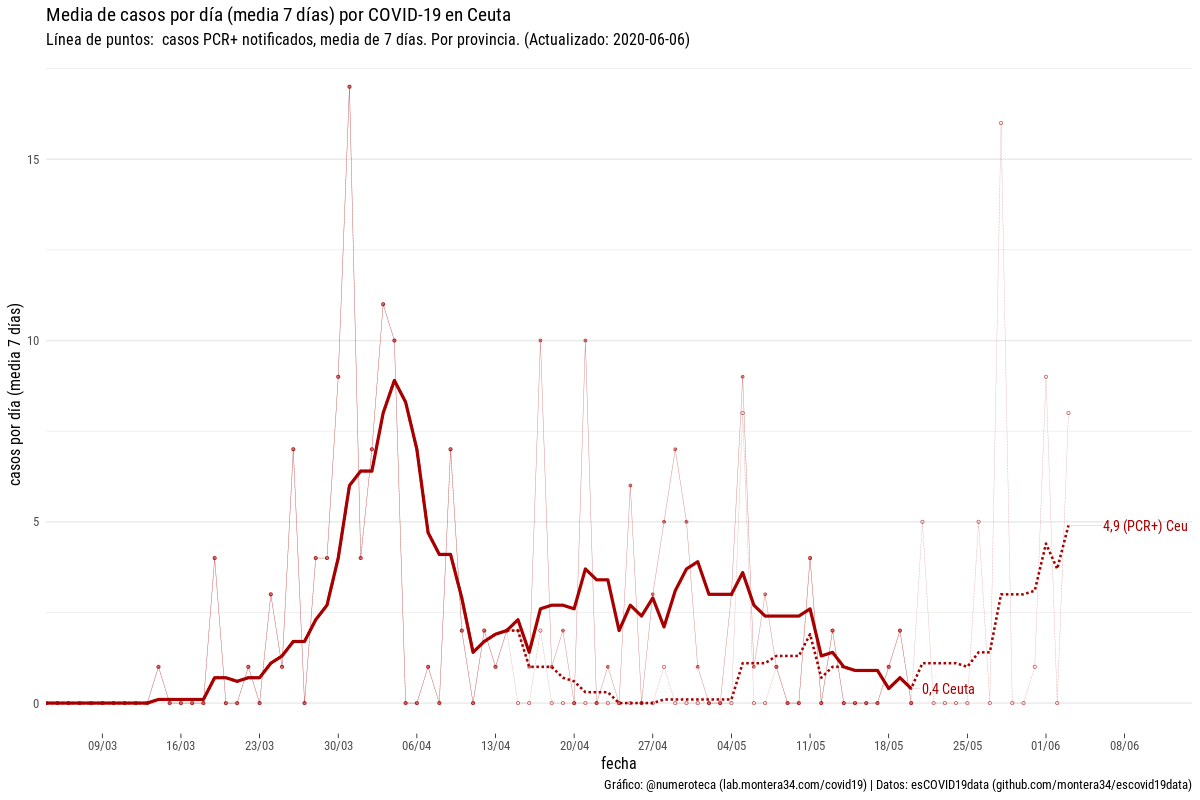 Media de casos por día (media 7 días) por COVID-19 en Ceuta
Línea de puntos:  casos PCR+ notificados, media de 7 días. Por provincia. (Actualizado: 2020-06-06)
casos por día (media 7 días)
15
10
5
0
4,9 (PCR+) Ceu
0,4 Ceuta
09/03 16/03 23/03 30/03 06/04 13/04 20/04 27/04 04/05 11/05 18/05 25/05 01/06 08/06
fecha
Gráfico: @numeroteca (lab.montera34.com/covid19) | Datos: esCOVID19data (github.com/montera34/escovid19data)